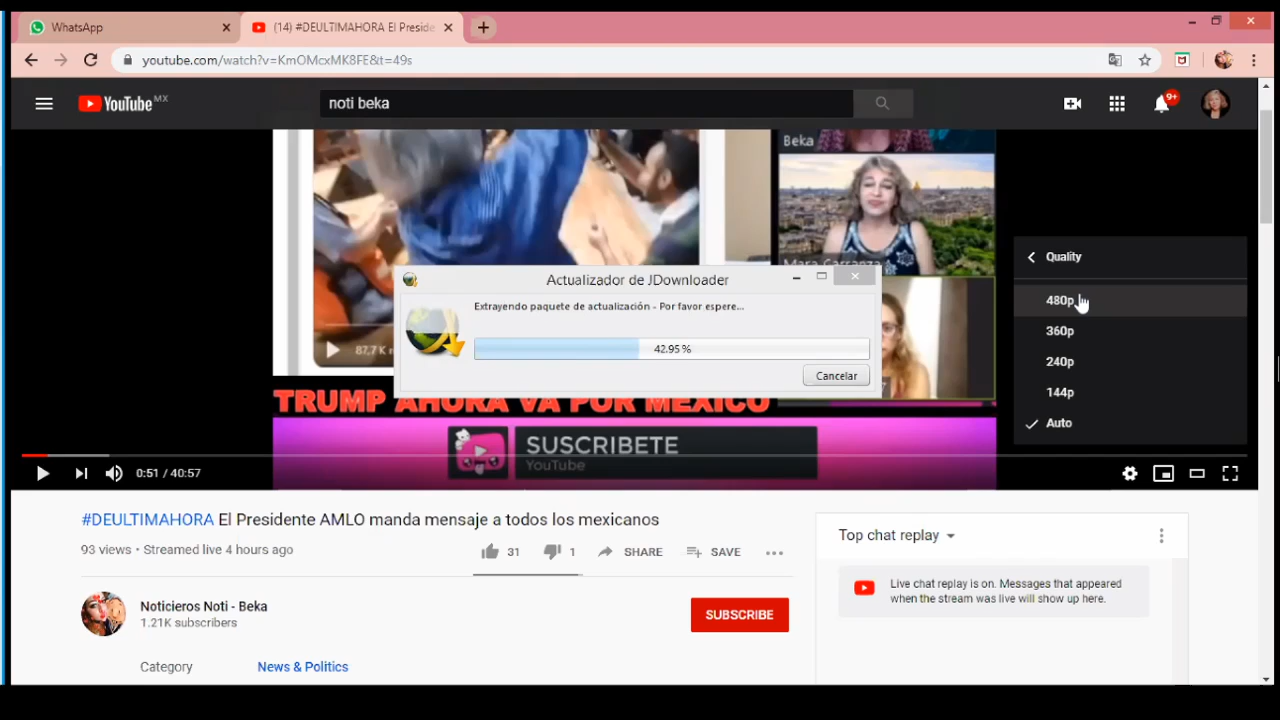 WhatsApp
(14) #DEULTIMAHORA El Preside
youtube.com/watch?v=KmOMcxMK8FE&t=49s
YouTube MX
noti beka
9+
Beka
Mara Carranza
Quality
480p
360p
240p
144p
Auto
Actualizador de JDownloader
Extrayendo paquete de actualización - Por favor espere...
42.95 %
Cancelar
87,7 K
TRUMP AHORA VA POR MEXICO
SUSCRIBETE
YouTube
0:51 / 40:57
#DEULTIMAHORA El Presidente AMLO manda mensaje a todos los mexicanos
93 views • Streamed live 4 hours ago
31
1
SHARE
SAVE
Noticieros Noti - Beka
1.21K subscribers
SUBSCRIBE
Category
News & Politics
Top chat replay
Live chat replay is on. Messages that appeared
when the stream was live will show up here.